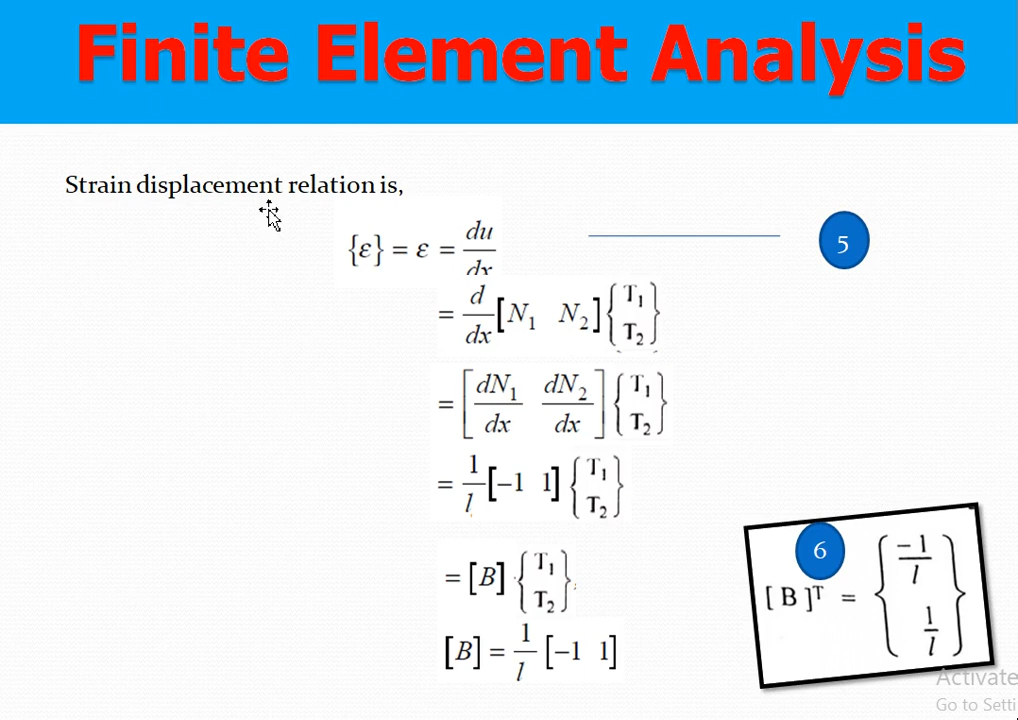 Finite Element Analysis
Strain displacement relation is,
{ε} = ε = du/dx
5
= d/dx [N₁ N₂] {T₁ T₂}
= [dN₁/dx dN₂/dx] {T₁ T₂}
= 1/l [−1 1] {T₁ T₂}
= [B] {T₁ T₂}
[B] = 1/l [−1 1]
6
[B]ᵀ = {−1/l 1/l}
Activate
Go to Setti